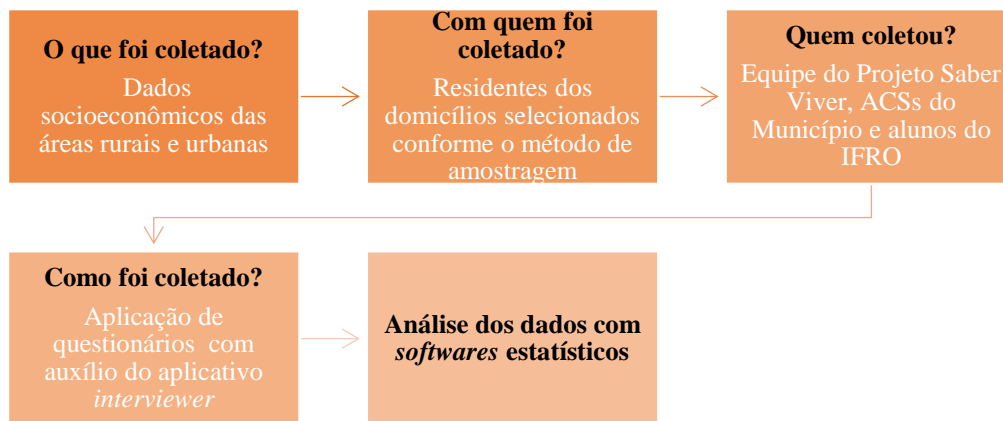 O que foi coletado?
Dados
socioeconômicos das
áreas rurais e urbanas
Com quem foi
coletado?
Residentes dos
domicílios selecionados
conforme o método de
amostragem
Quem coletou?
Equipe do Projeto Saber
Viver, ACSs do
Município e alunos do
IFRO
Como foi coletado?
Aplicação de
questionários com
auxílio do aplicativo
interviewer
Análise dos dados com
softwares estatísticos